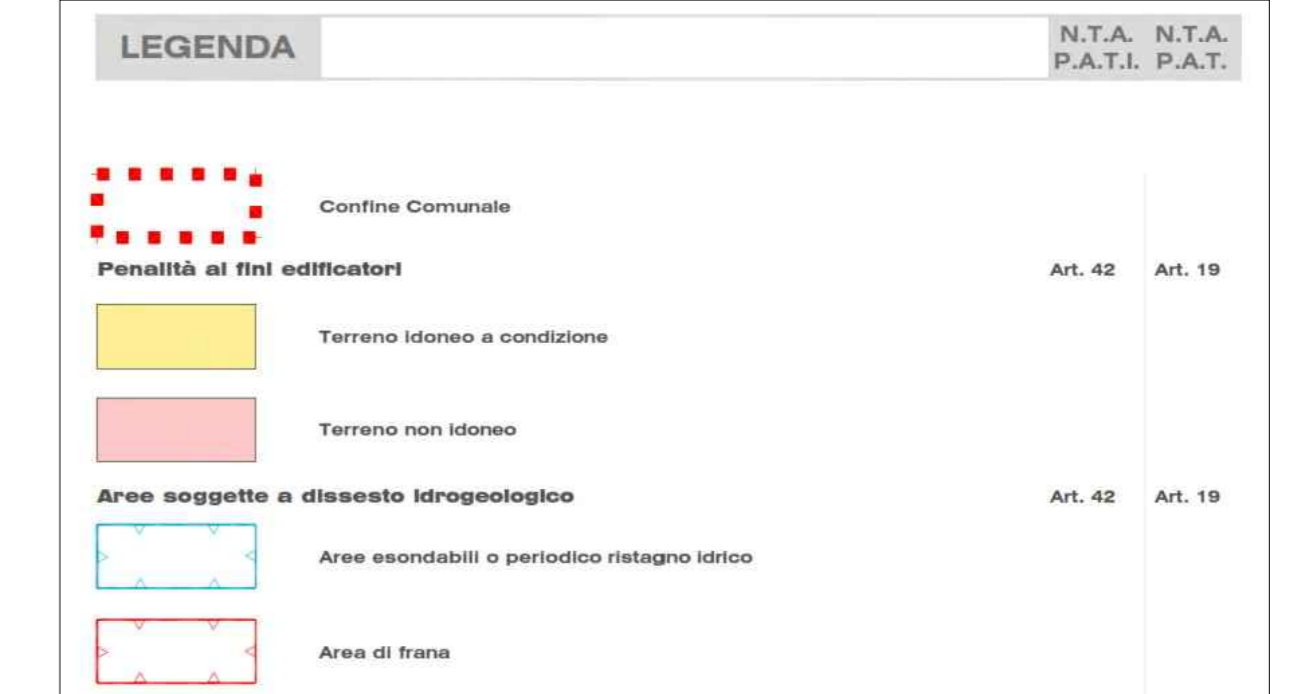 LEGENDA
N.T.A. N.T.A.
P.A.T.I. P.A.T.
Confine Comunale
Penalità ai fini edificatori Art. 42 Art. 19
Terreno idoneo a condizione
Terreno non idoneo
Aree soggette a dissesto idrogeologico Art. 42 Art. 19
Aree esondabili o periodico ristagno idrico
Area di frana